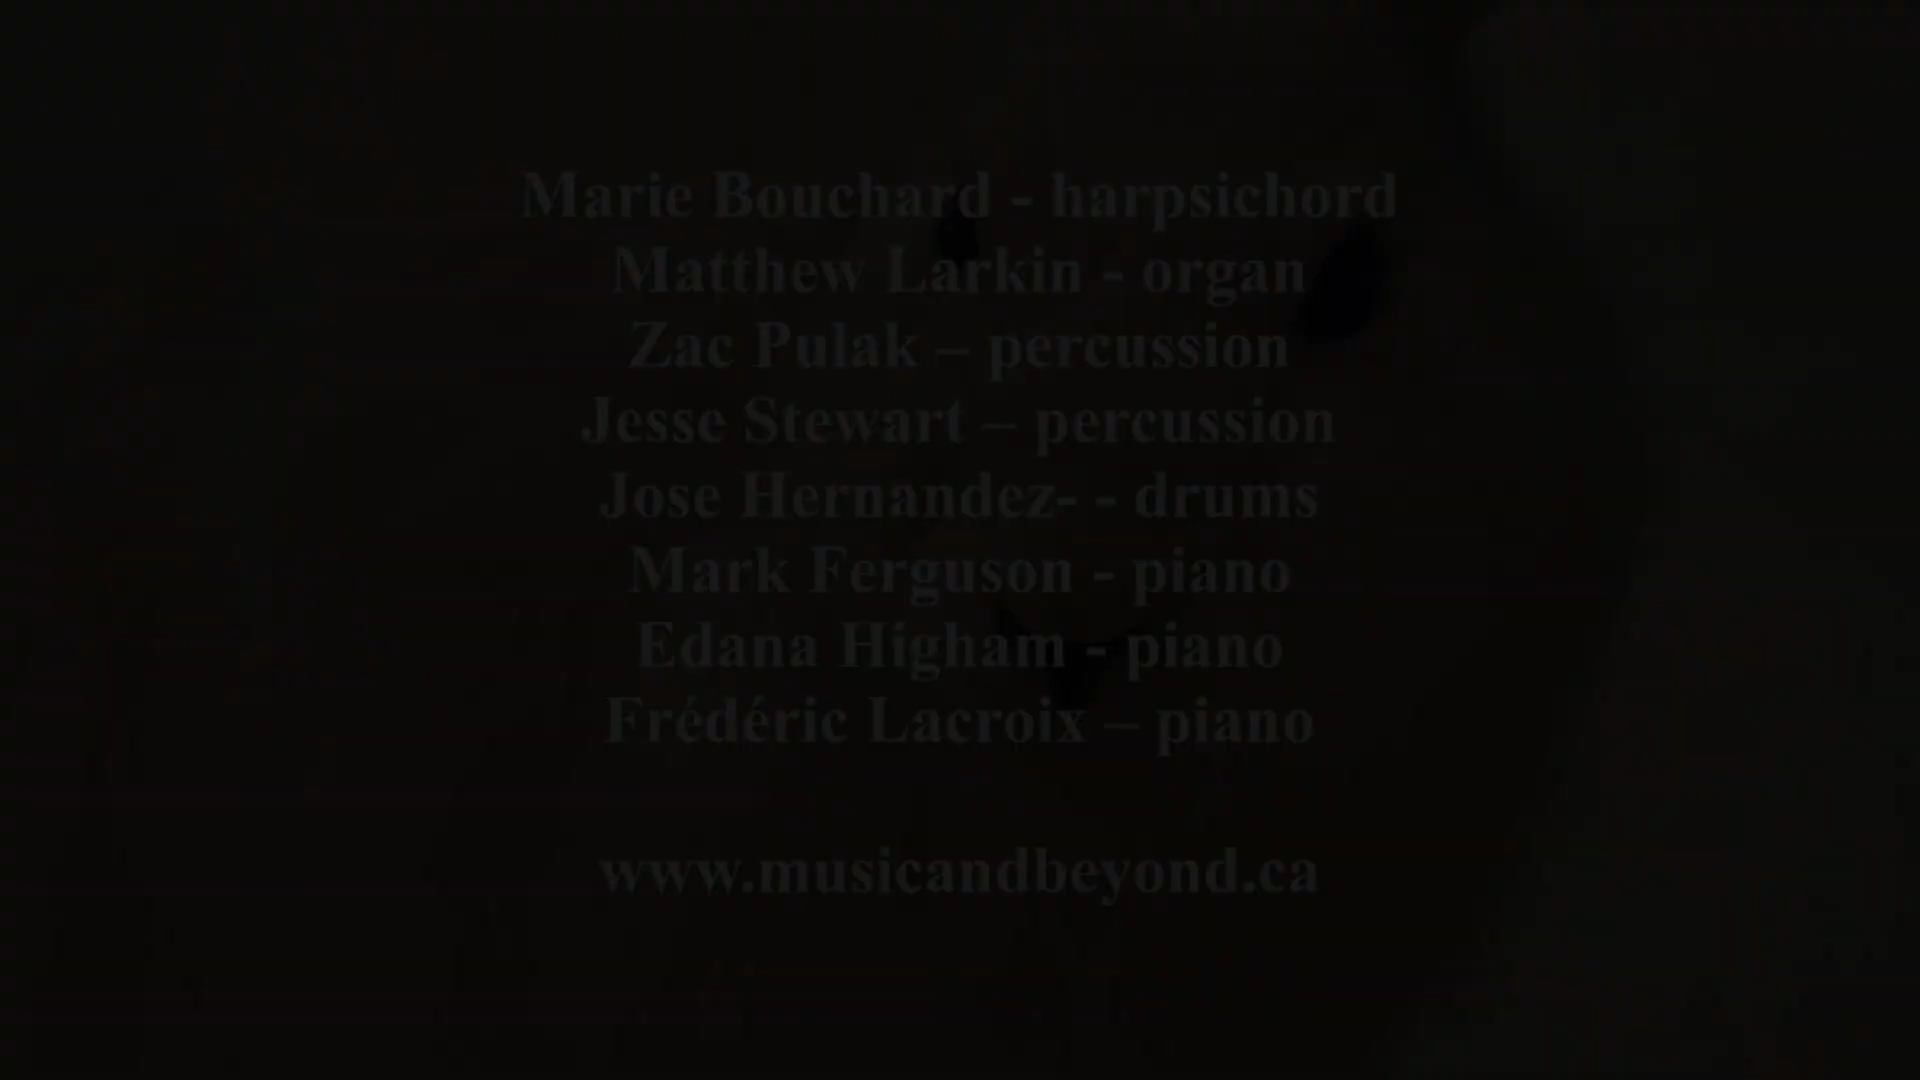 Marie Bouchard - harpsichord
Matthew Larkin - organ
Zac Pulak – percussion
Jesse Stewart – percussion
Jose Hernandez- - drums
Mark Ferguson - piano
Edana Higham - piano
Frédéric Lacroix – piano
www.musicandbeyond.ca